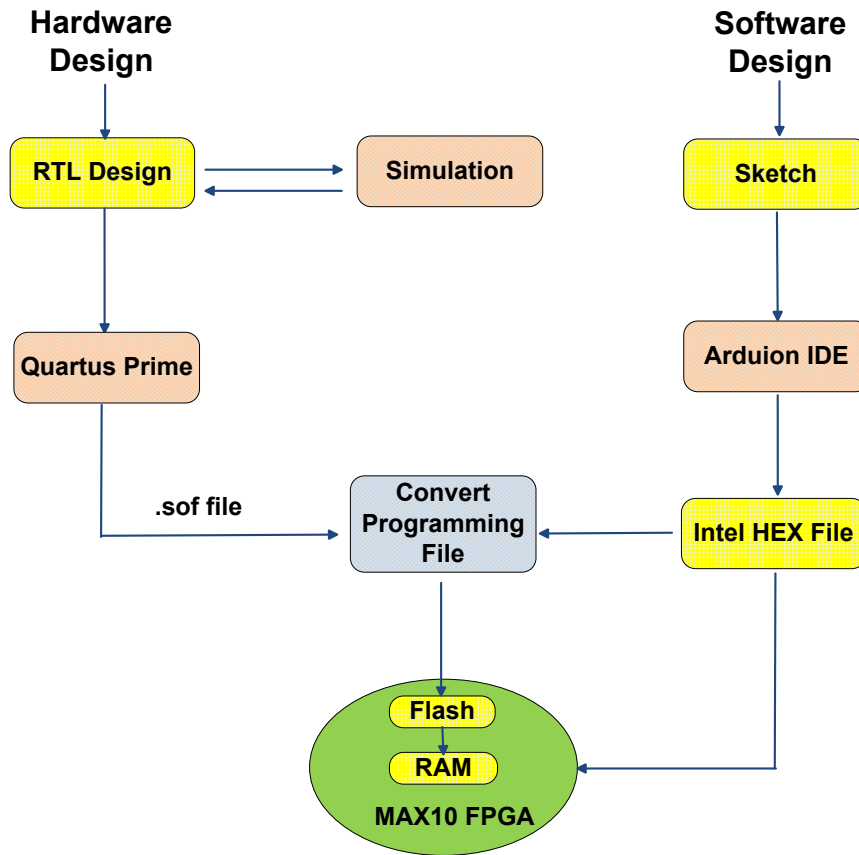 Hardware
Design
Software
Design
RTL Design
Simulation
Sketch
Quartus Prime
Arduion IDE
.sof file
Convert
Programming
File
Intel HEX File
Flash
RAM
MAX10 FPGA